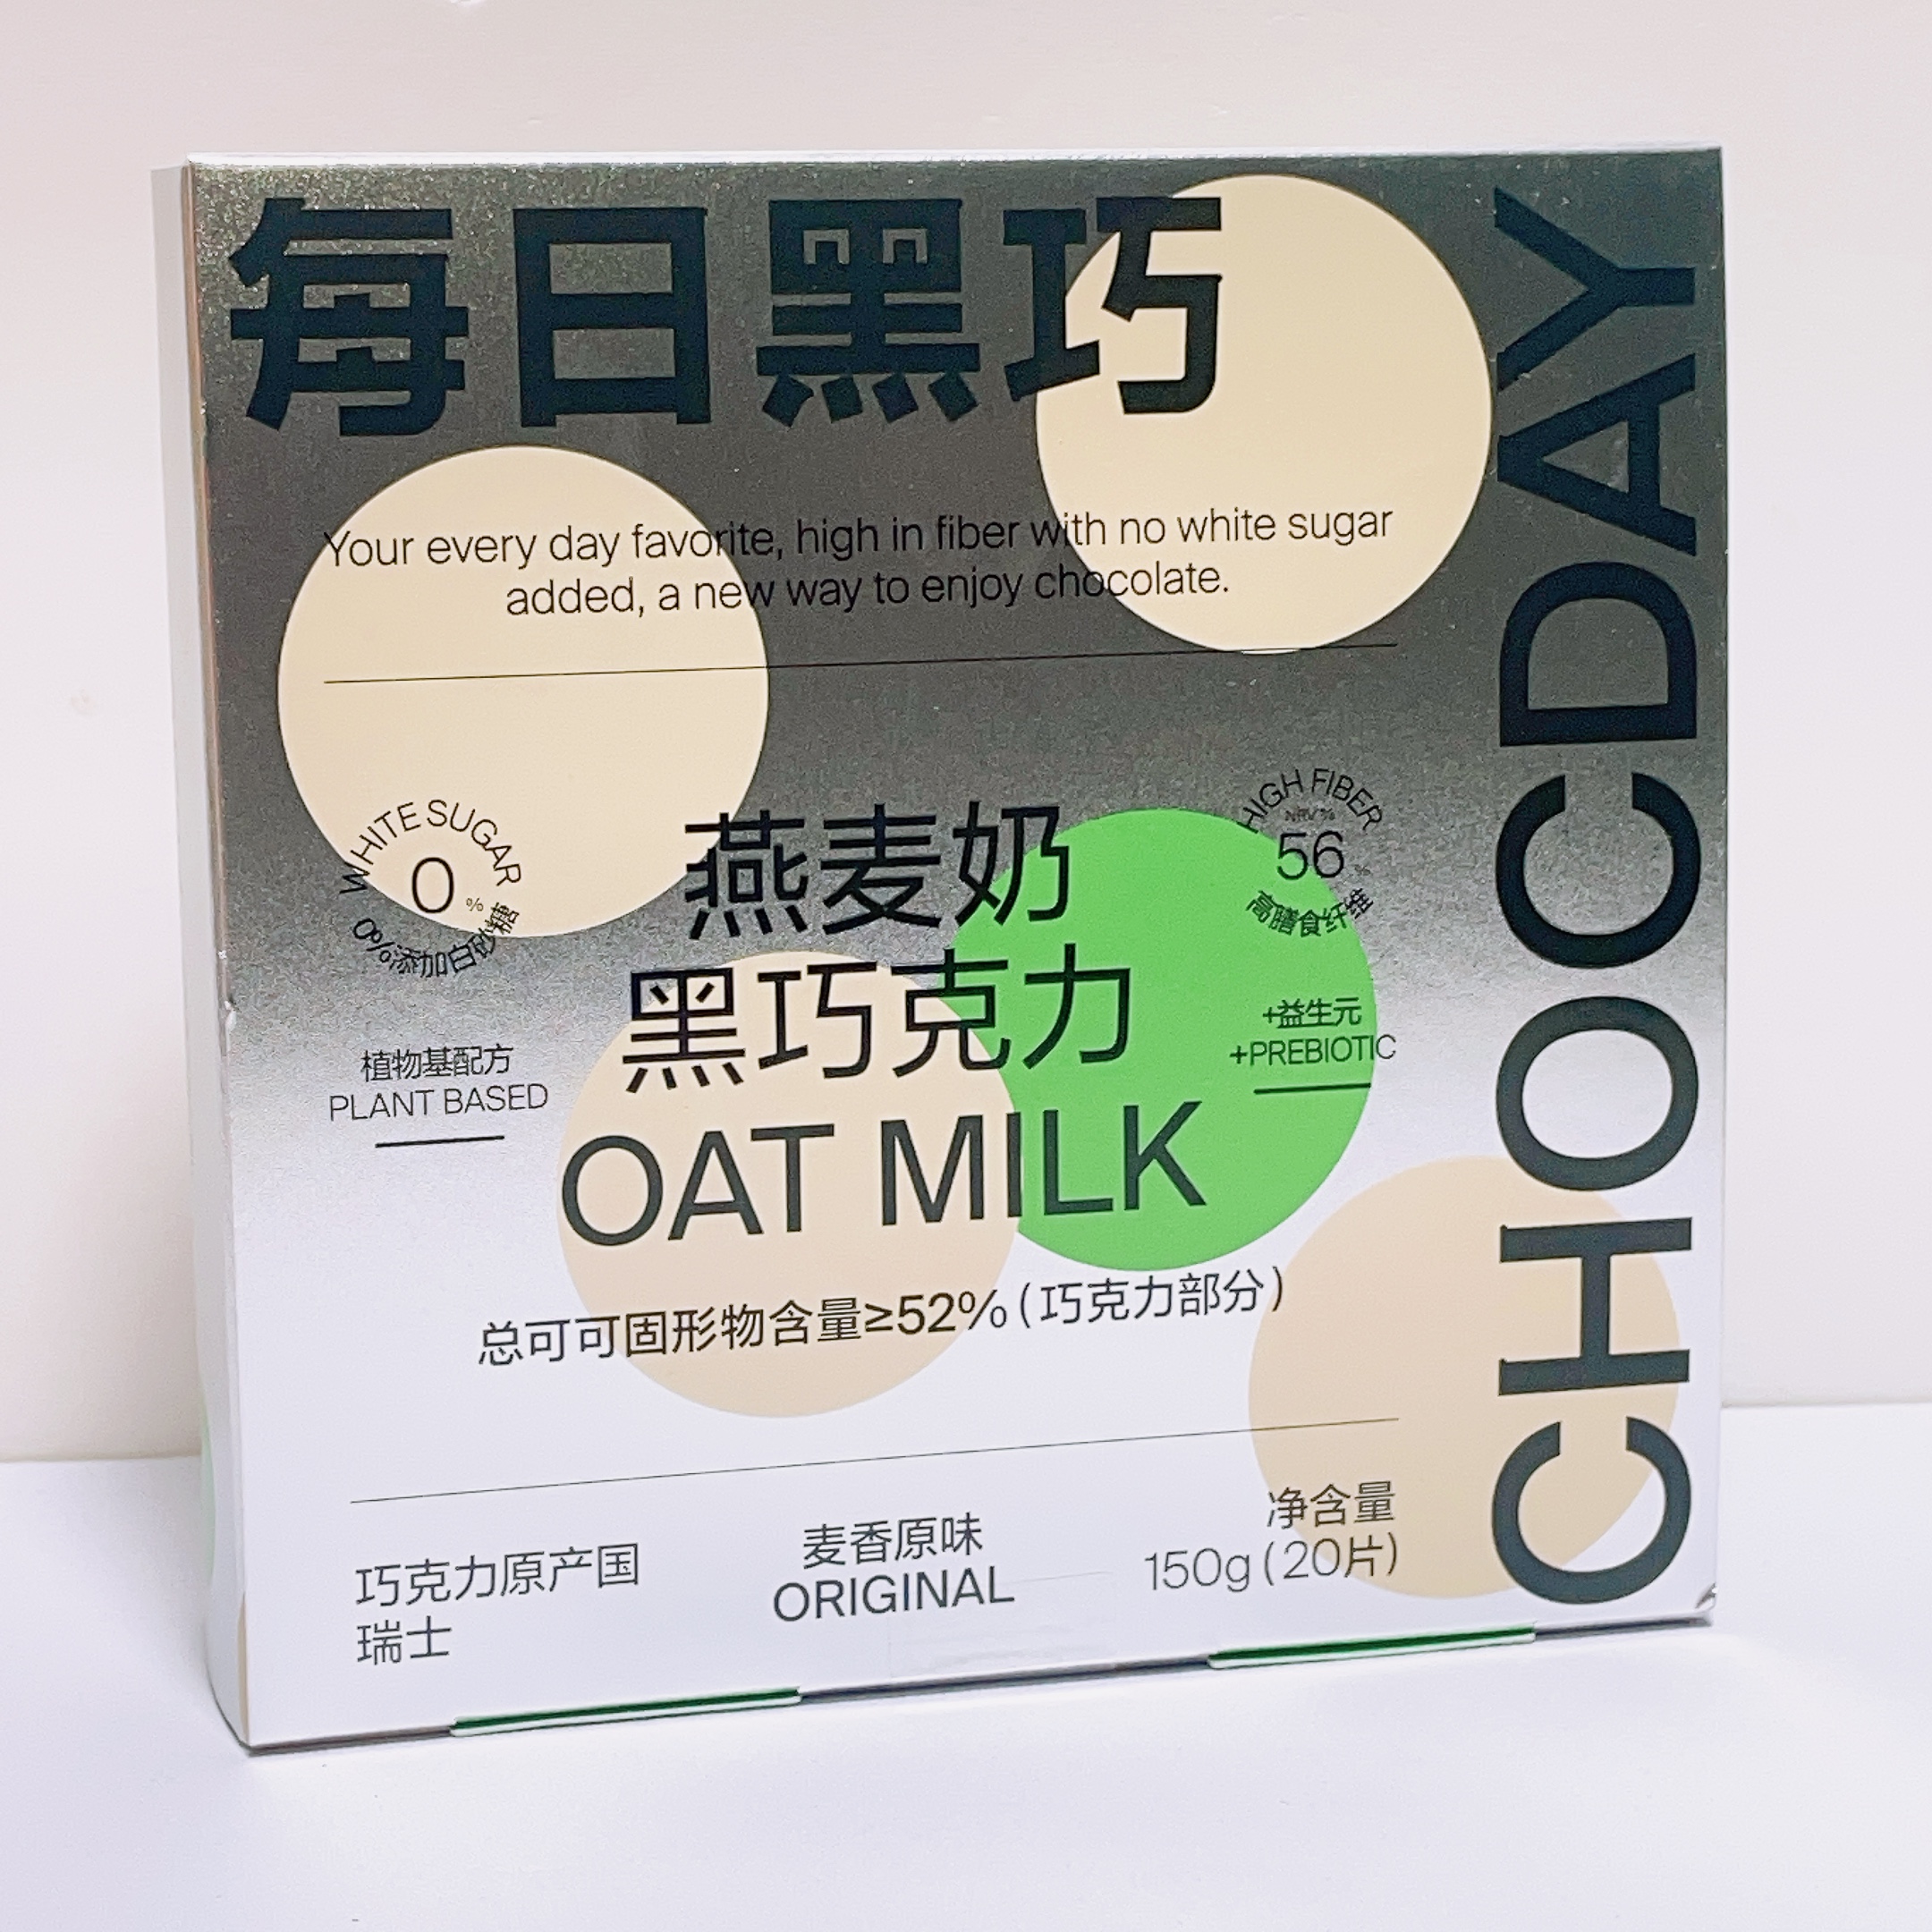 每日黑巧
CHOCDAY
Your every day favorite, high in fiber with no white sugar
added, a new way to enjoy chocolate.
WHITE SUGAR
0%
0%添加白砂糖
燕麦奶
黑巧克力
OAT MILK
HIGH FIBER
NRV%
56%
高膳食纤维
植物基配方
PLANT BASED
+益生元
+PREBIOTIC
总可可固形物含量≥52%(巧克力部分)
巧克力原产国
瑞士
麦香原味
ORIGINAL
净含量
150g(20片)